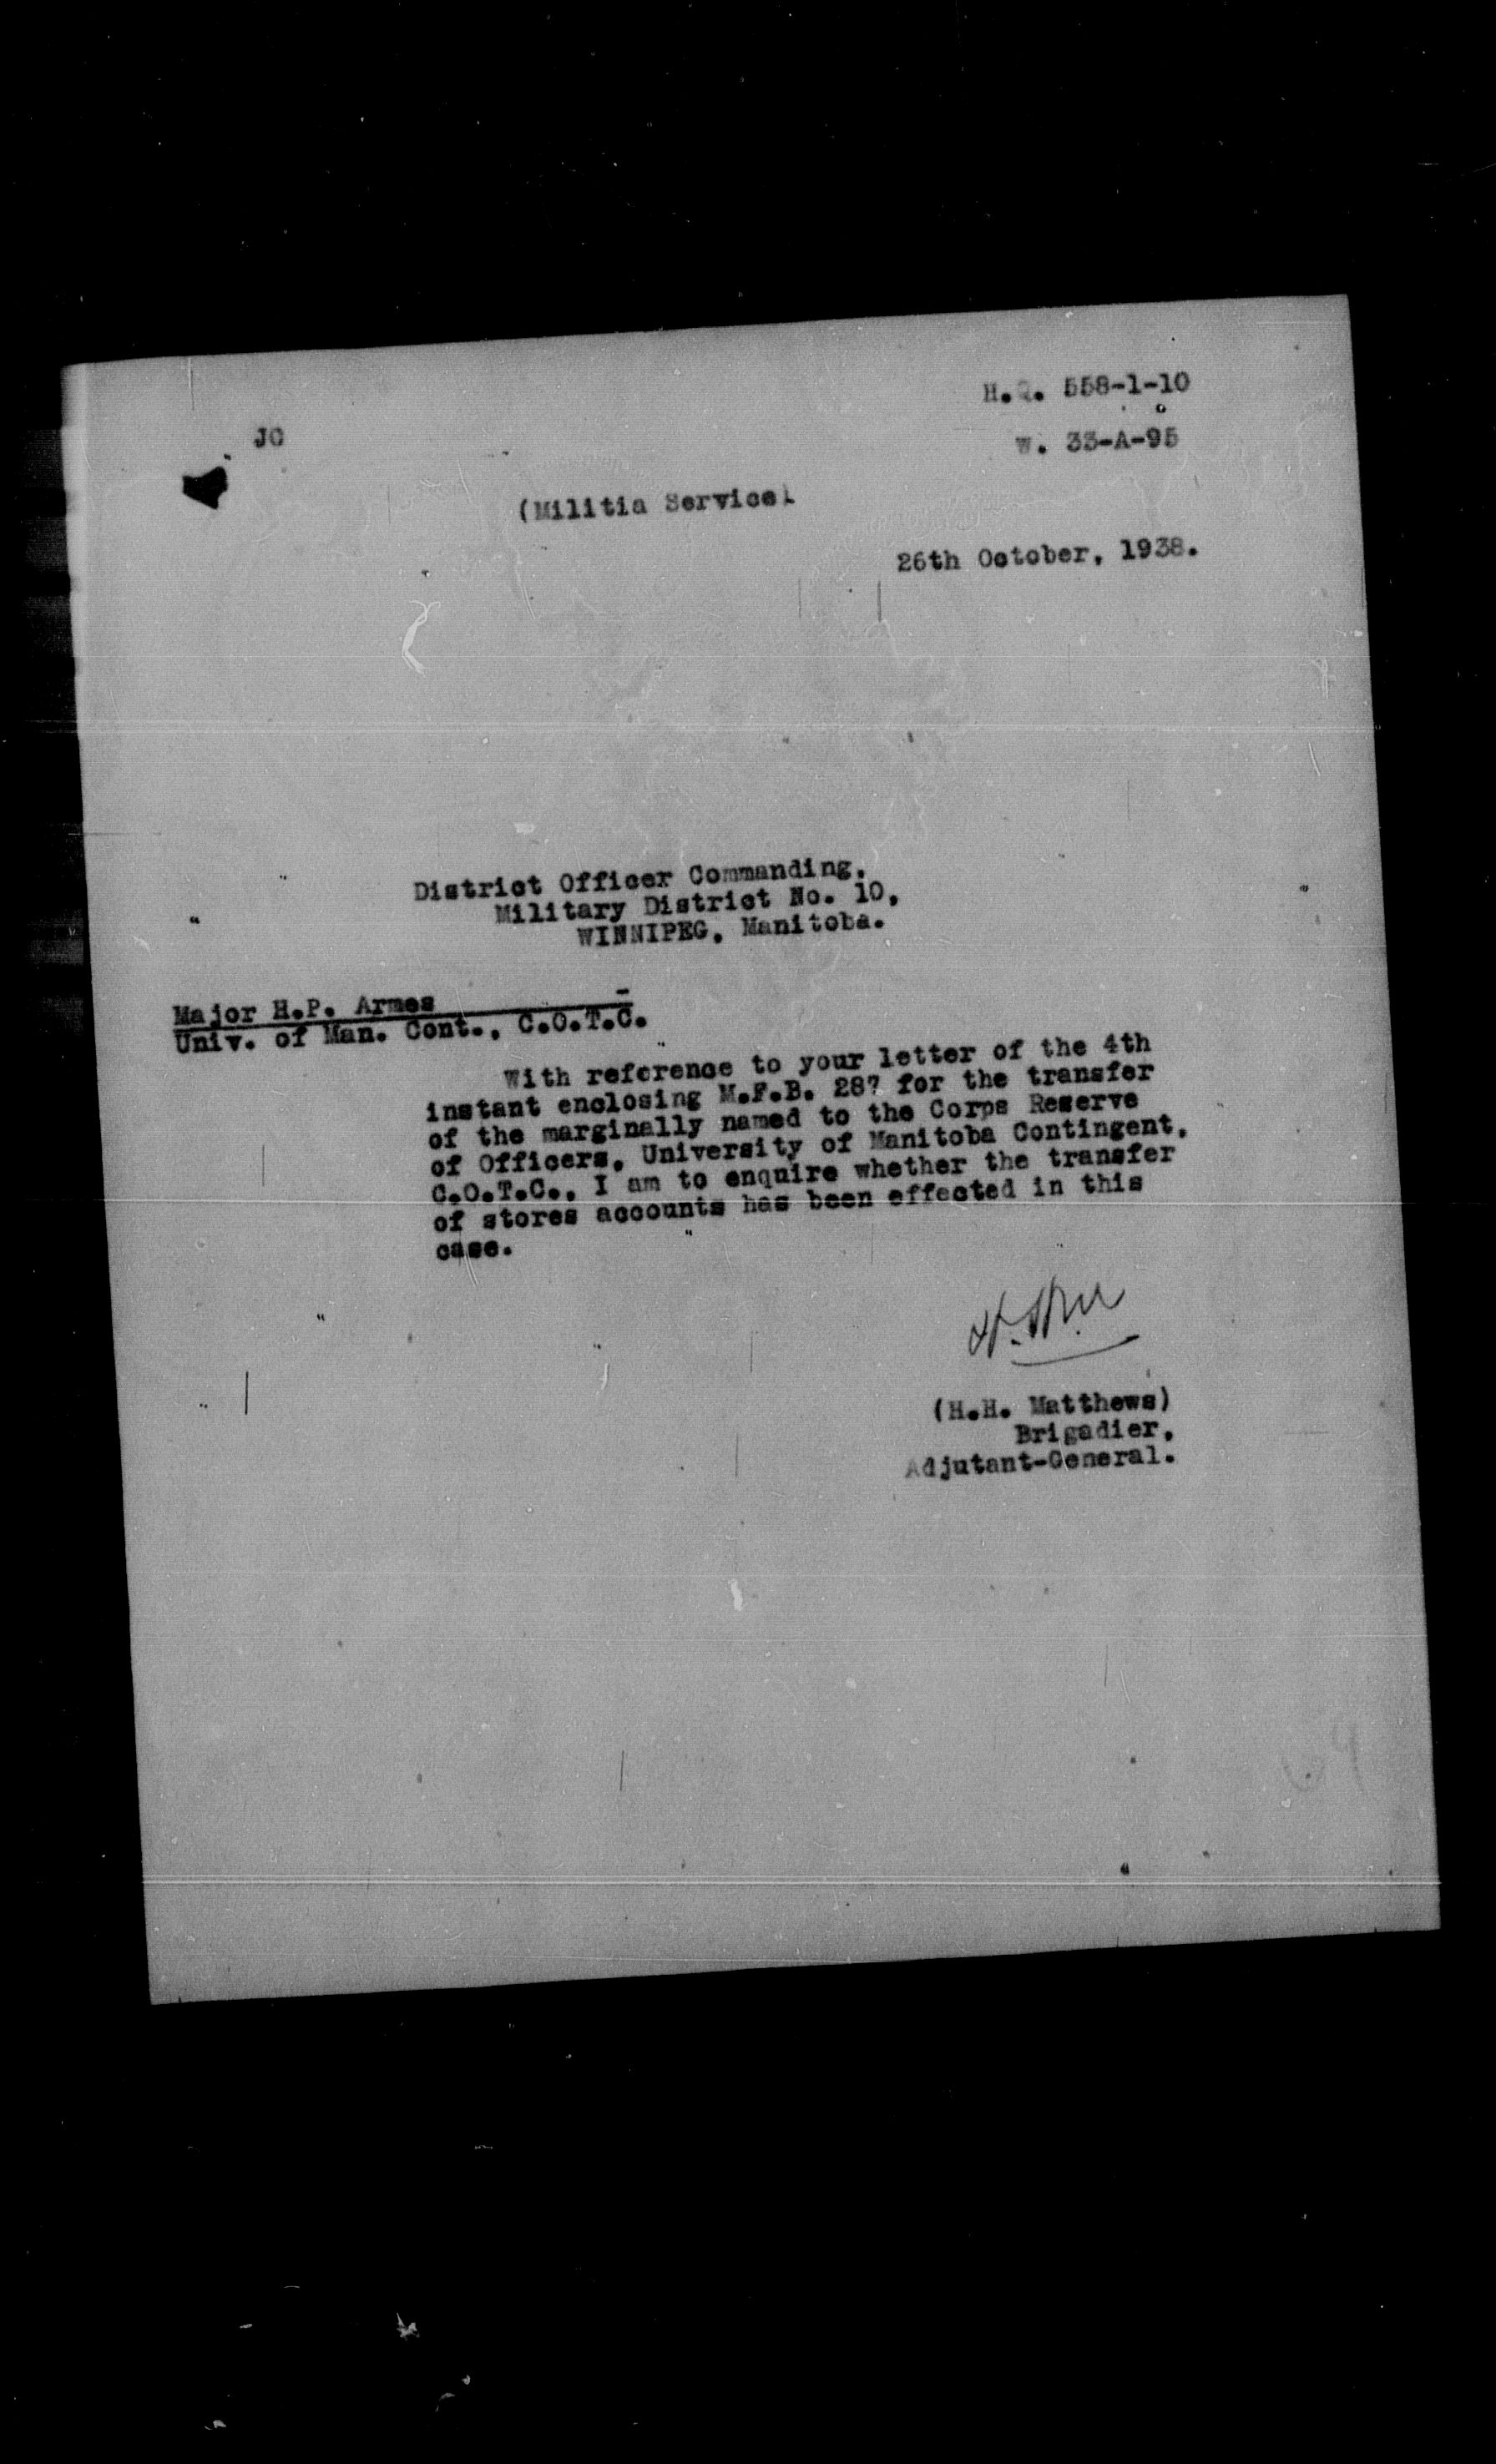 H.Q. 558-1-10
JC
W. 33-A-95
(Militia Service)
26th October, 1938.
District Officer Commanding,
Military District No. 10,
WINNIPEG, Manitoba.
Major H.P. Armes -
Univ. of Man. Cont., C.O.T.C.
With reference to your letter of the 4th
instant enclosing M.F.B. 287 for the transfer
of the marginally named to the Corps Reserve
of Officers, University of Manitoba Contingent,
C.O.T.C., I am to enquire whether the transfer
of stores accounts has been effected in this
case.
(H.H. Matthews)
Brigadier,
Adjutant-General.